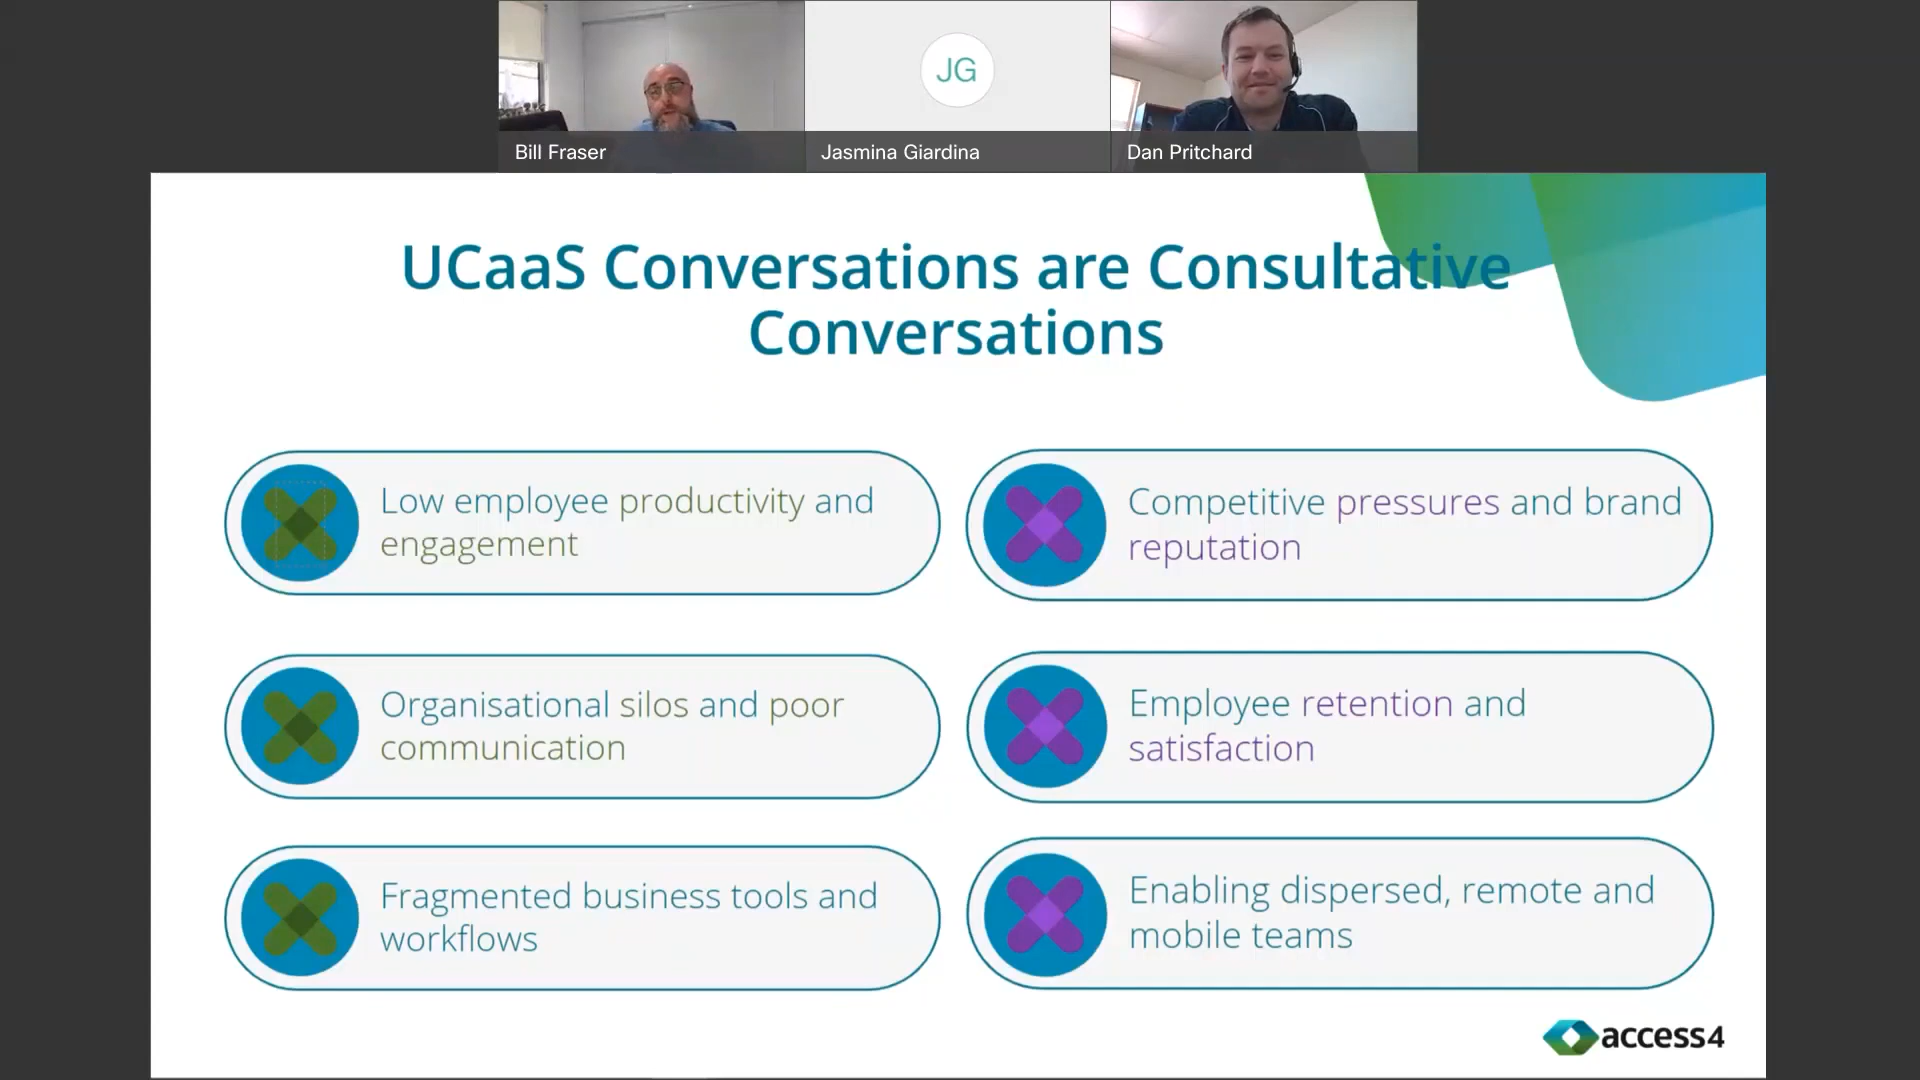 JG
Bill Fraser
Jasmina Giardina
Dan Pritchard
UCaaS Conversations are Consultative
Conversations
Low employee productivity and
engagement
Competitive pressures and brand
reputation
Organisational silos and poor
communication
Employee retention and
satisfaction
Fragmented business tools and
workflows
Enabling dispersed, remote and
mobile teams
access4